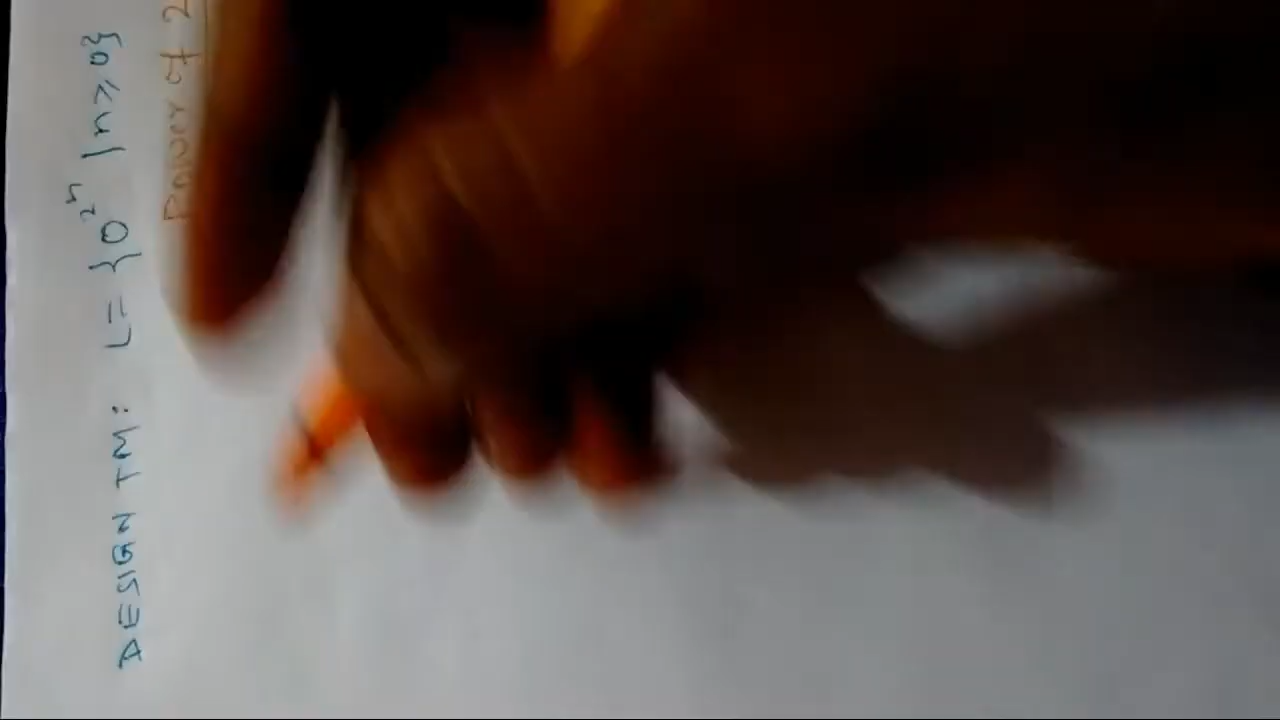 DESIGN TM: L = {0^2^n | n ≥ 0}
Power of 2